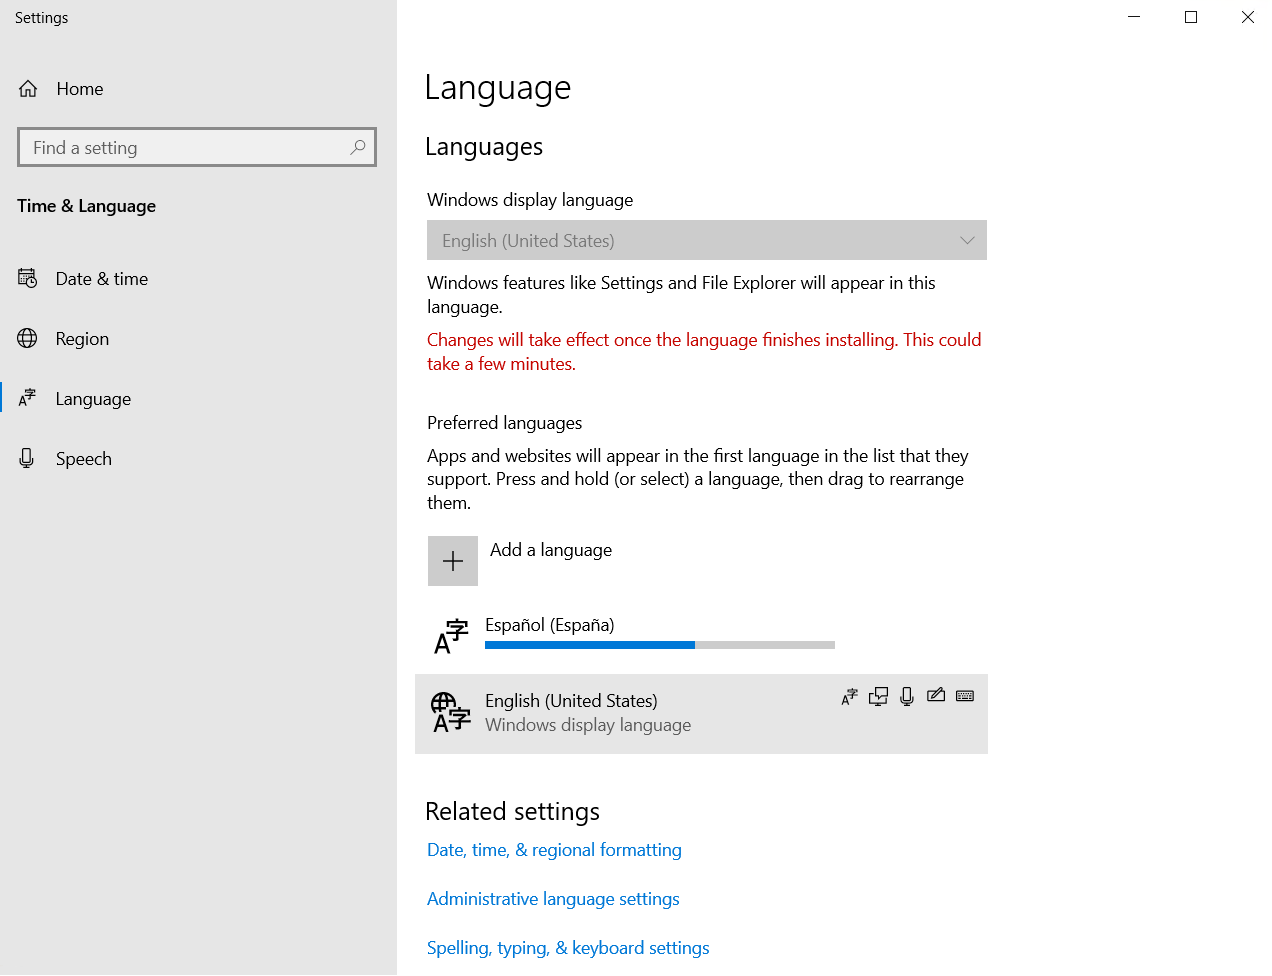 Settings
Home
Find a setting
Time & Language
Date & time
Region
Language
Speech
Language
Languages
Windows display language
English (United States)
Windows features like Settings and File Explorer will appear in this
language.
Changes will take effect once the language finishes installing. This could
take a few minutes.
Preferred languages
Apps and websites will appear in the first language in the list that they
support. Press and hold (or select) a language, then drag to rearrange
them.
Add a language
Español (España)
English (United States)
Windows display language
Related settings
Date, time, & regional formatting
Administrative language settings
Spelling, typing, & keyboard settings